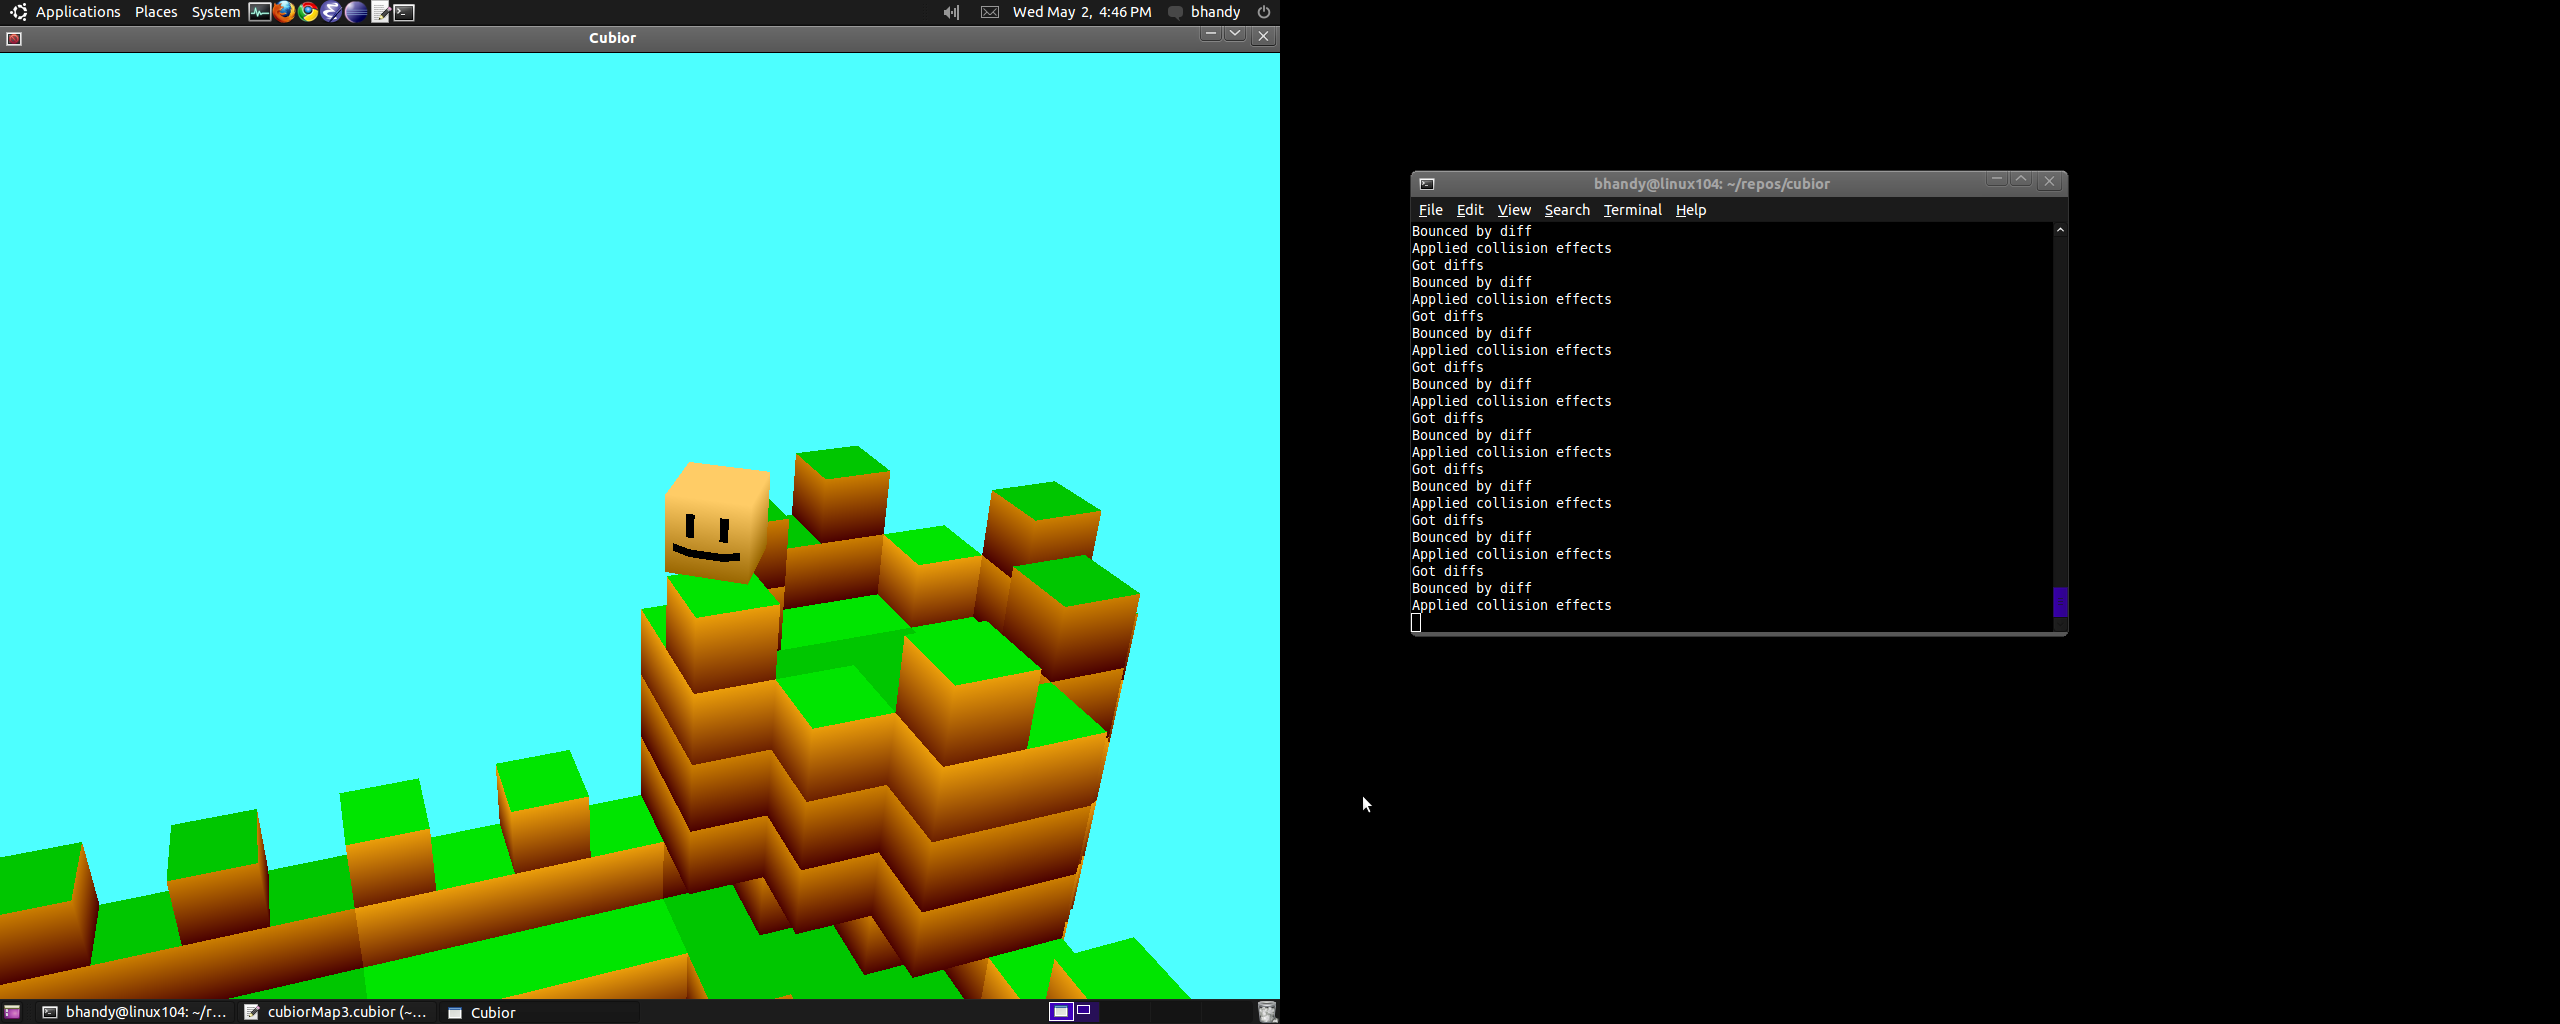 Applications Places System
Wed May 2, 4:46 PM bhandy
Cubior
bhandy@linux104: ~/repos/cubior
File Edit View Search Terminal Help
Bounced by diff
Applied collision effects
Got diffs
Bounced by diff
Applied collision effects
Got diffs
Bounced by diff
Applied collision effects
Got diffs
Bounced by diff
Applied collision effects
Got diffs
Bounced by diff
Applied collision effects
Got diffs
Bounced by diff
Applied collision effects
Got diffs
Bounced by diff
Applied collision effects
Got diffs
Bounced by diff
Applied collision effects
bhandy@linux104: ~/r...
cubiorMap3.cubior (~...
Cubior